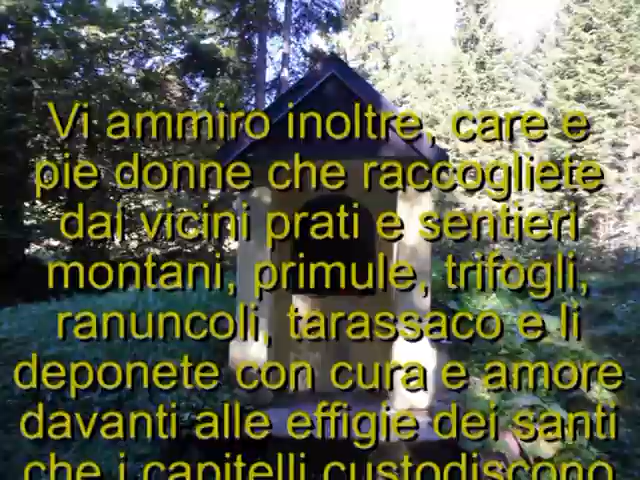 Vi ammiro inoltre, care e
pie donne che raccogliete
dai vicini prati e sentieri
montani, primule, trifogli,
ranuncoli, tarassaco e li
deponete con cura e amore
davanti alle effigie dei santi
che i capitelli custodiscono